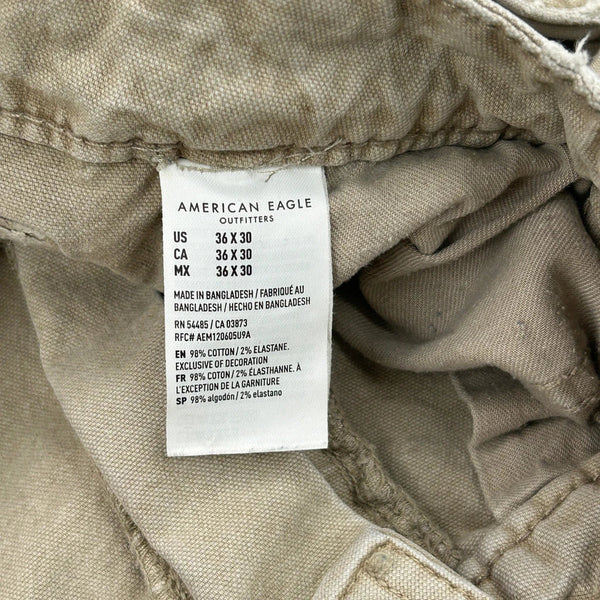 AMERICAN EAGLE
OUTFITTERS
US 36 X 30
CA 36 X 30
MX 36 X 30
MADE IN BANGLADESH / FABRIQUÉ AU
BANGLADESH / HECHO EN BANGLADESH
RN 54485 / CA 03873
RFC# AEM120605U9A
EN 98% COTTON / 2% ELASTANE.
EXCLUSIVE OF DECORATION
FR 98% COTON / 2% ÉLASTHANNE. À
L'EXCEPTION DE LA GARNITURE
SP 98% algodón / 2% elastano